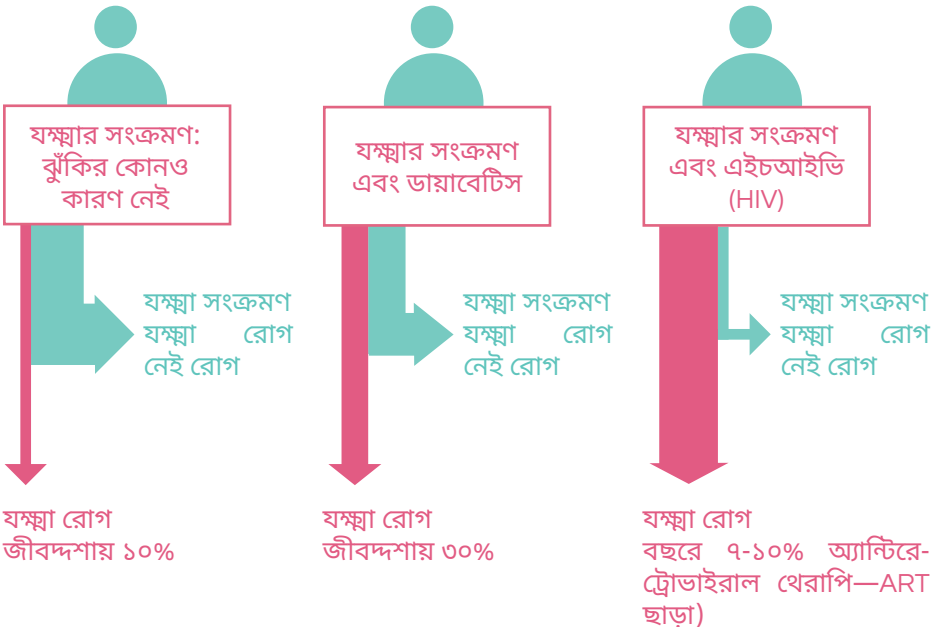 যক্ষ্মার সংক্রমণ:
ঝুঁকির কোনও
কারণ নেই
যক্ষ্মা সংক্রমণ
যক্ষ্মা রোগ
নেই রোগ
যক্ষ্মা রোগ
জীবদ্দশায় ১০%
যক্ষ্মার সংক্রমণ
এবং ডায়াবেটিস
যক্ষ্মা সংক্রমণ
যক্ষ্মা রোগ
নেই রোগ
যক্ষ্মা রোগ
জীবদ্দশায় ৩০%
যক্ষ্মার সংক্রমণ
এবং এইচআইভি
(HIV)
যক্ষ্মা সংক্রমণ
যক্ষ্মা রোগ
নেই রোগ
যক্ষ্মা রোগ
বছরে ৭-১০% অ্যান্টিরে-
ট্রোভাইরাল থেরাপি—ART
ছাড়া)